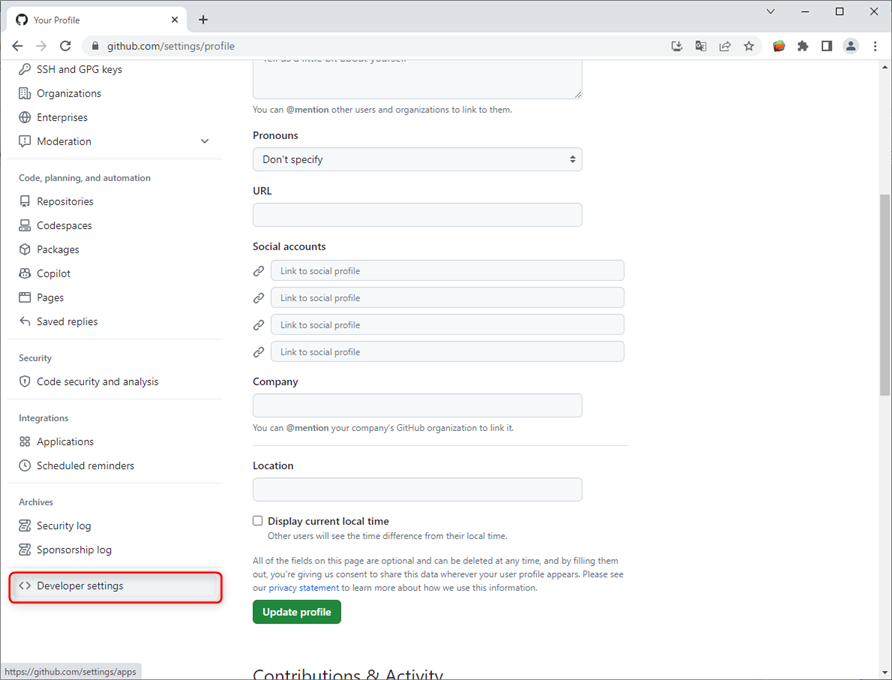 Your Profile
github.com/settings/profile
SSH and GPG keys
Organizations
Enterprises
Moderation
Code, planning, and automation
Repositories
Codespaces
Packages
Copilot
Pages
Saved replies
Security
Code security and analysis
Integrations
Applications
Scheduled reminders
Archives
Security log
Sponsorship log
Developer settings
https://github.com/settings/apps
Tell us a little bit about yourself
You can @mention other users and organizations to link to them.
Pronouns
Don't specify
URL
Social accounts
Link to social profile
Link to social profile
Link to social profile
Link to social profile
Company
You can @mention your company's GitHub organization to link it.
Location
Display current local time
Other users will see the time difference from their local time.
All of the fields on this page are optional and can be deleted at any time, and by filling them
out, you're giving us consent to share this data wherever your user profile appears. Please see
our privacy statement to learn more about how we use this information.
Update profile
Contributions & Activity